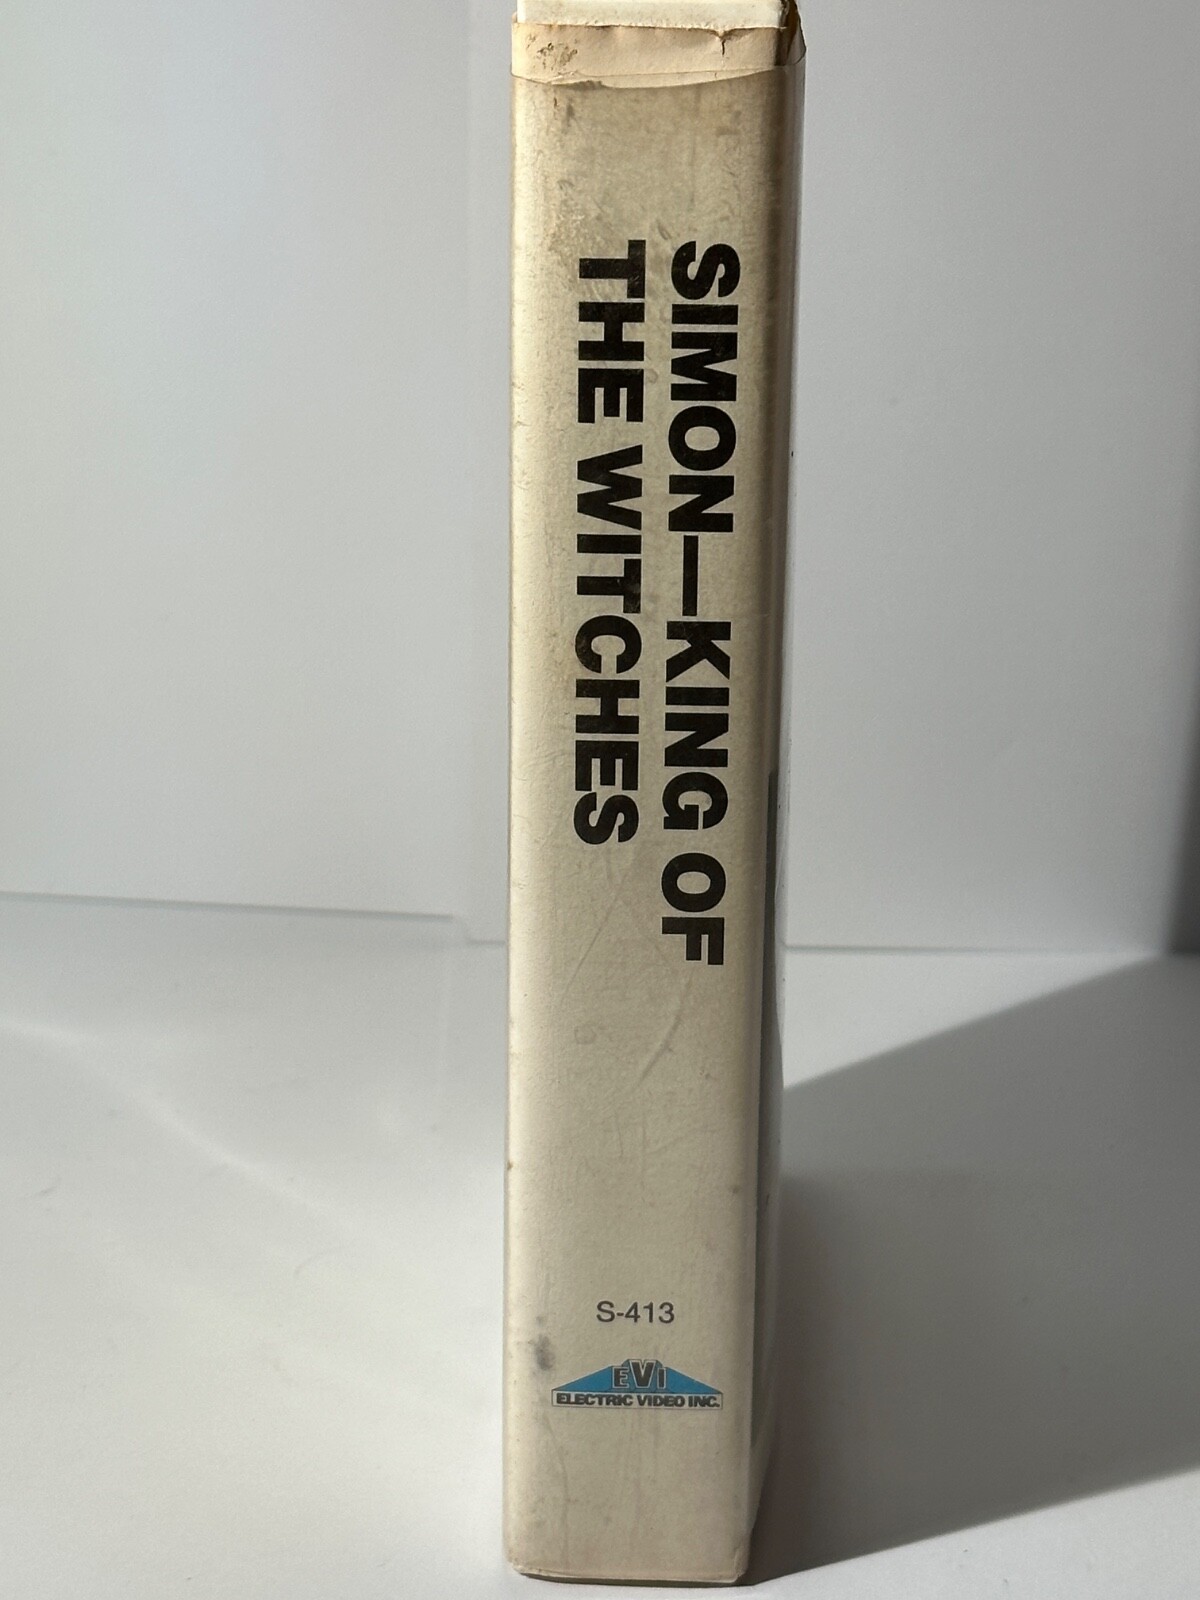 SIMON—KING OF
THE WITCHES
S-413
EVI
ELECTRIC VIDEO INC.